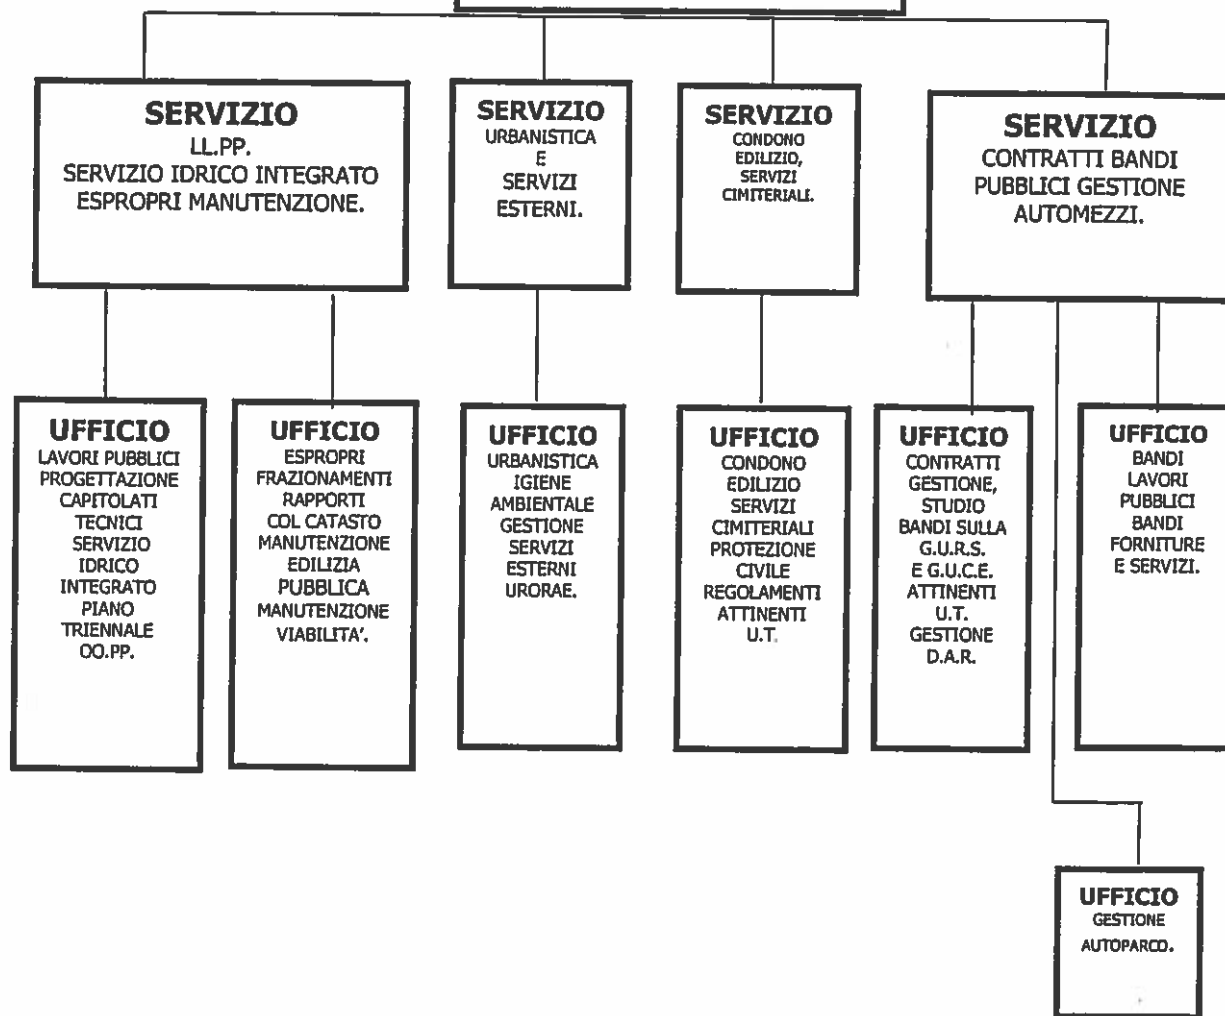 SERVIZIO
LL.PP.
SERVIZIO IDRICO INTEGRATO
ESPROPRI MANUTENZIONE.
SERVIZIO
URBANISTICA
E
SERVIZI
ESTERNI.
SERVIZIO
CONDONO
EDILIZIO,
SERVIZI
CIMITERIALI.
SERVIZIO
CONTRATTI BANDI
PUBBLICI GESTIONE
AUTOMEZZI.
UFFICIO
LAVORI PUBBLICI
PROGETTAZIONE
CAPITOLATI
TECNICI
SERVIZIO
IDRICO
INTEGRATO
PIANO
TRIENNALE
OO.PP.
UFFICIO
ESPROPRI
FRAZIONAMENTI
RAPPORTI
COL CATASTO
MANUTENZIONE
EDILIZIA
PUBBLICA
MANUTENZIONE
VIABILITA'.
UFFICIO
URBANISTICA
IGIENE
AMBIENTALE
GESTIONE
SERVIZI
ESTERNI
URORAE.
UFFICIO
CONDONO
EDILIZIO
SERVIZI
CIMITERIALI
PROTEZIONE
CIVILE
REGOLAMENTI
ATTINENTI
U.T.
UFFICIO
CONTRATTI
GESTIONE,
STUDIO
BANDI SULLA
G.U.R.S.
E G.U.C.E.
ATTINENTI
U.T.
GESTIONE
D.A.R.
UFFICIO
BANDI
LAVORI
PUBBLICI
BANDI
FORNITURE
E SERVIZI.
UFFICIO
GESTIONE
AUTOPARCO.